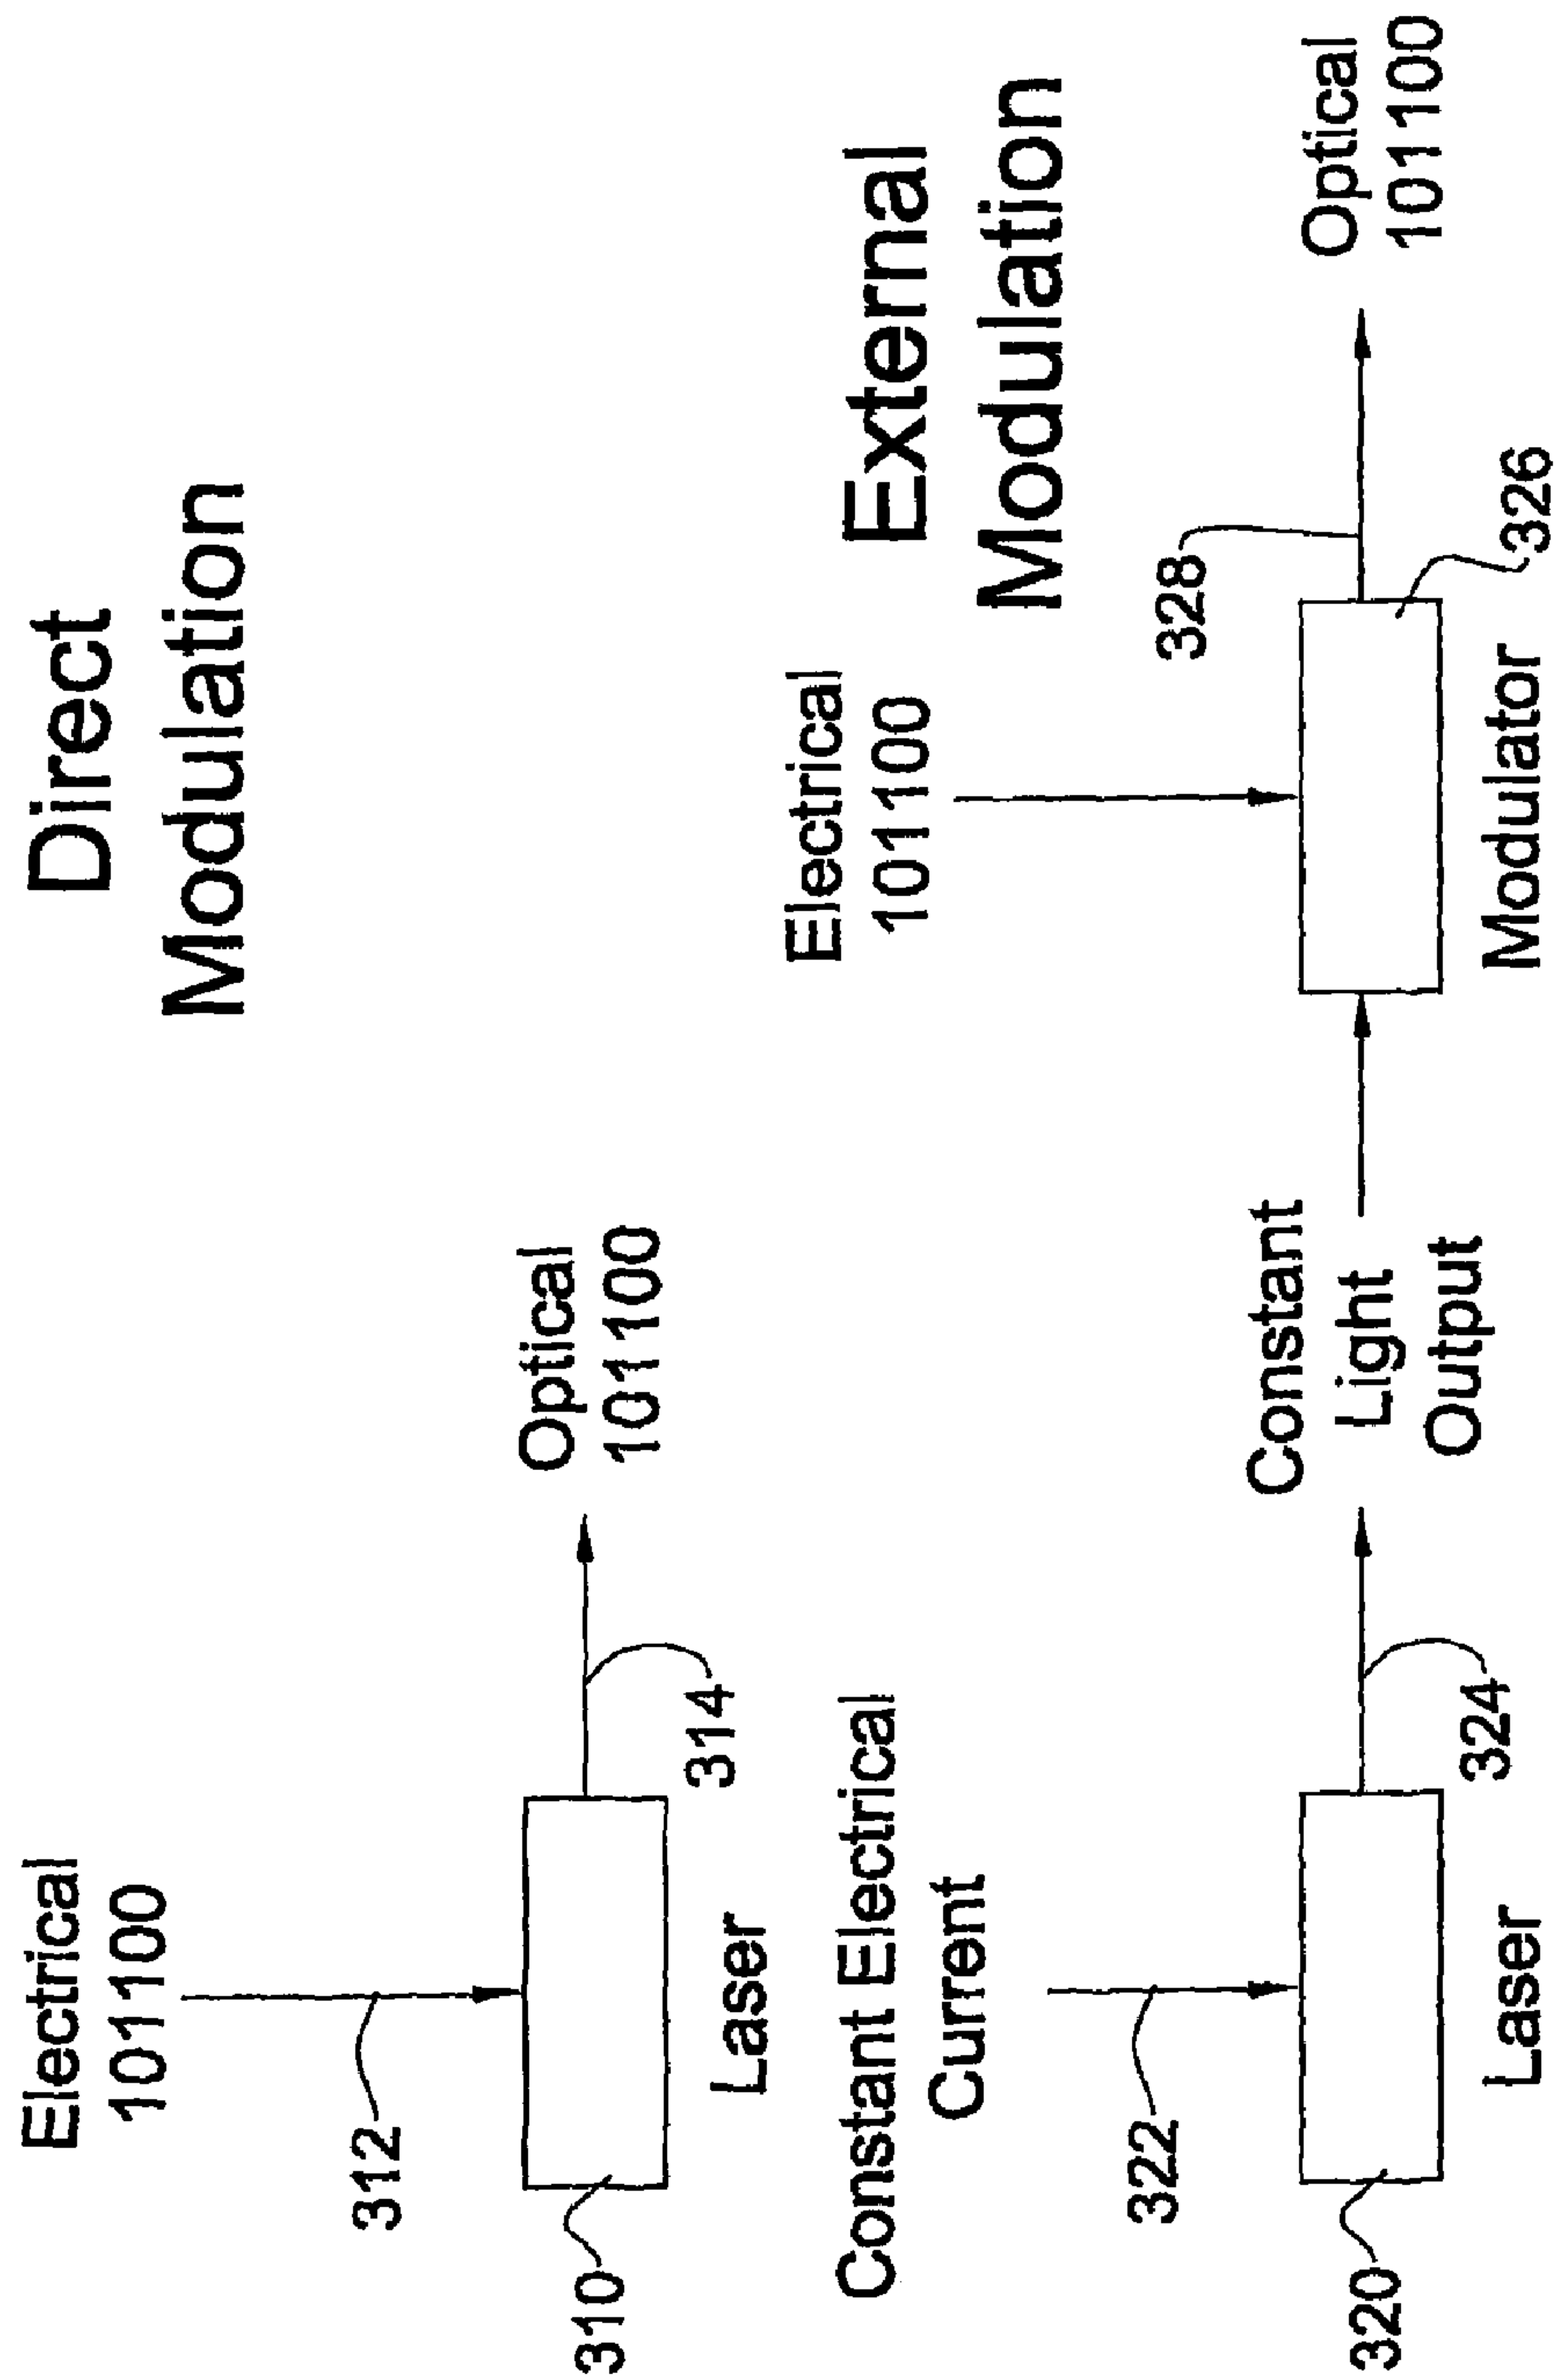 Direct
Modulation
Electrical
101100
312
310
Laser
314
Optical
101100
External
Modulation
Constant Electrical
Current
322
320
Laser
324
Constant
Light
Output
Electrical
101100
328
326
Modulator
Optical
101100